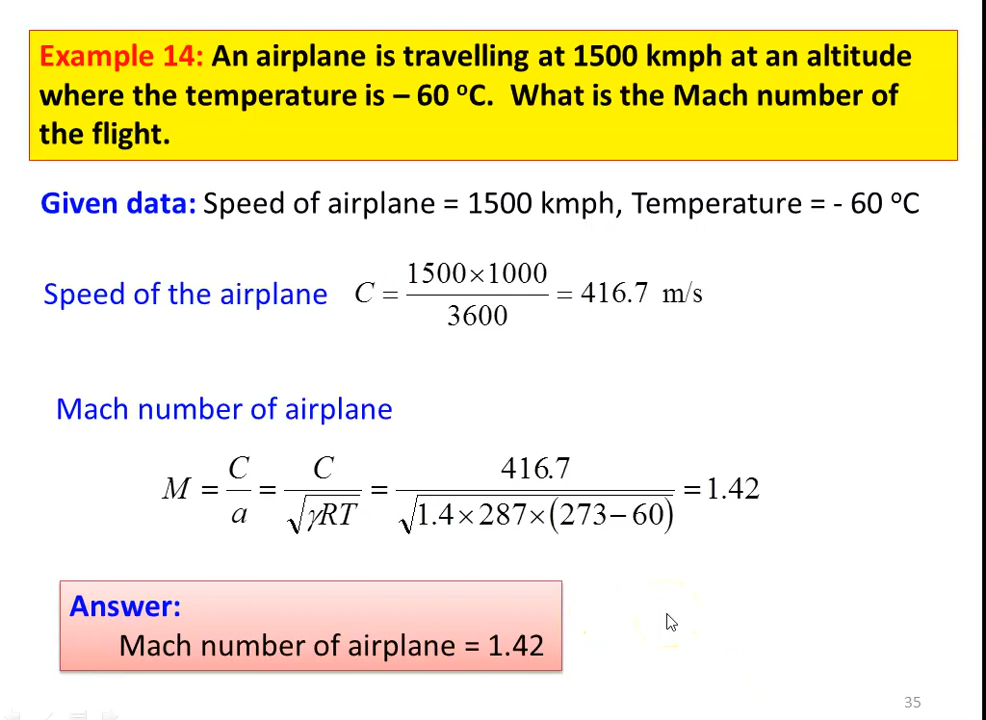 Example 14: An airplane is travelling at 1500 kmph at an altitude
where the temperature is – 60 °C. What is the Mach number of
the flight.
Given data: Speed of airplane = 1500 kmph, Temperature = - 60 °C
Speed of the airplane C = 1500×1000 / 3600 = 416.7 m/s
Mach number of airplane
M = C / a = C / √γRT = 416.7 / √1.4×287×(273−60) = 1.42
Answer:
Mach number of airplane = 1.42
35